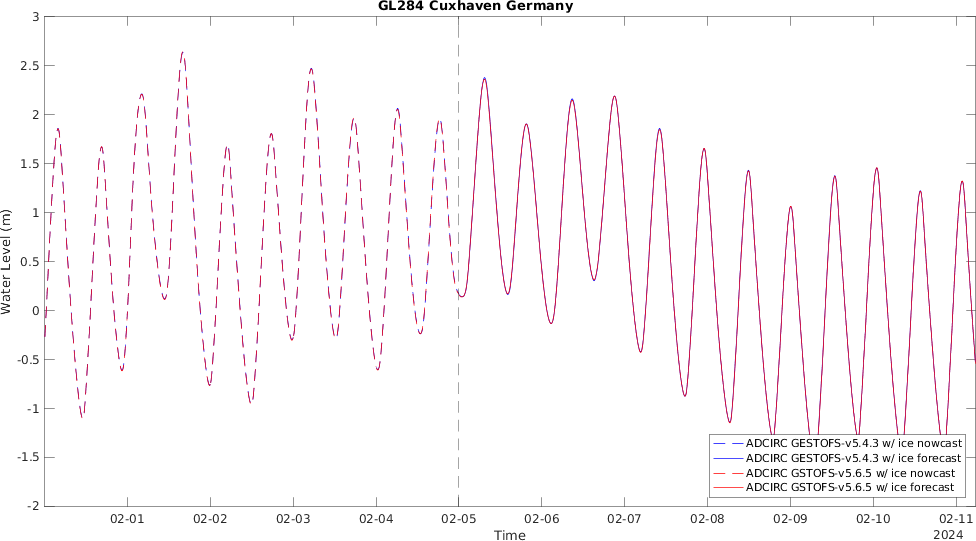 GL284 Cuxhaven Germany
3
2.5
2
1.5
1
0.5
0
-0.5
-1
-1.5
-2
Water Level (m)
ADCIRC GESTOFS-v5.4.3 w/ ice nowcast
ADCIRC GESTOFS-v5.4.3 w/ ice forecast
ADCIRC GSTOFS-v5.6.5 w/ ice nowcast
ADCIRC GSTOFS-v5.6.5 w/ ice forecast
02-01 02-02 02-03 02-04 02-05 02-06 02-07 02-08 02-09 02-10 02-11
Time 2024